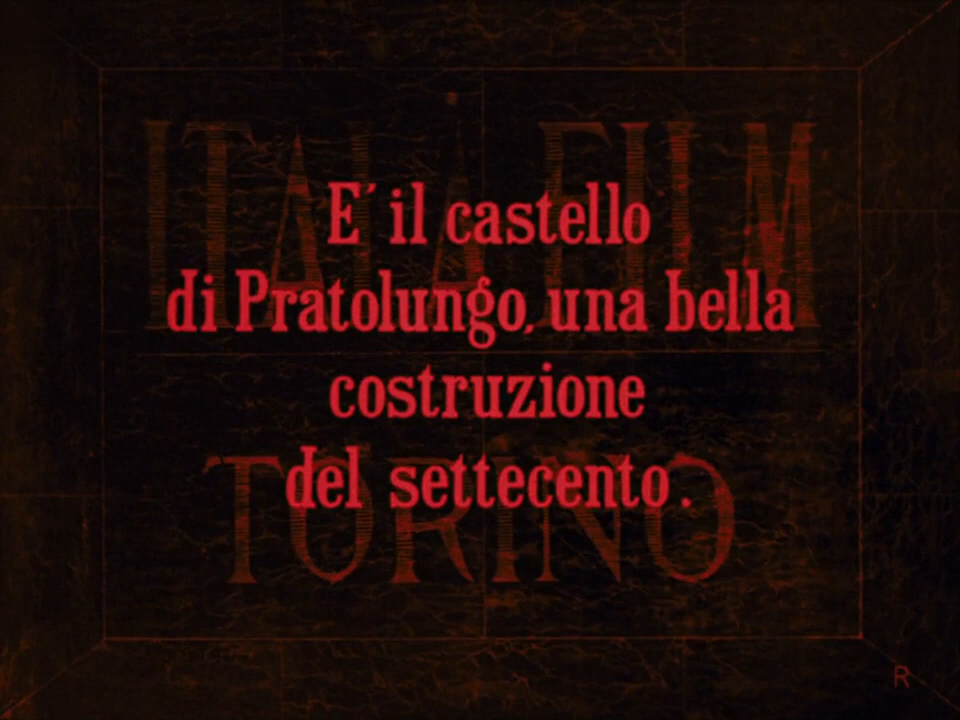 ITALA FILM
E' il castello
di Pratolungo, una bella
costruzione
del settecento.
TORINO
R